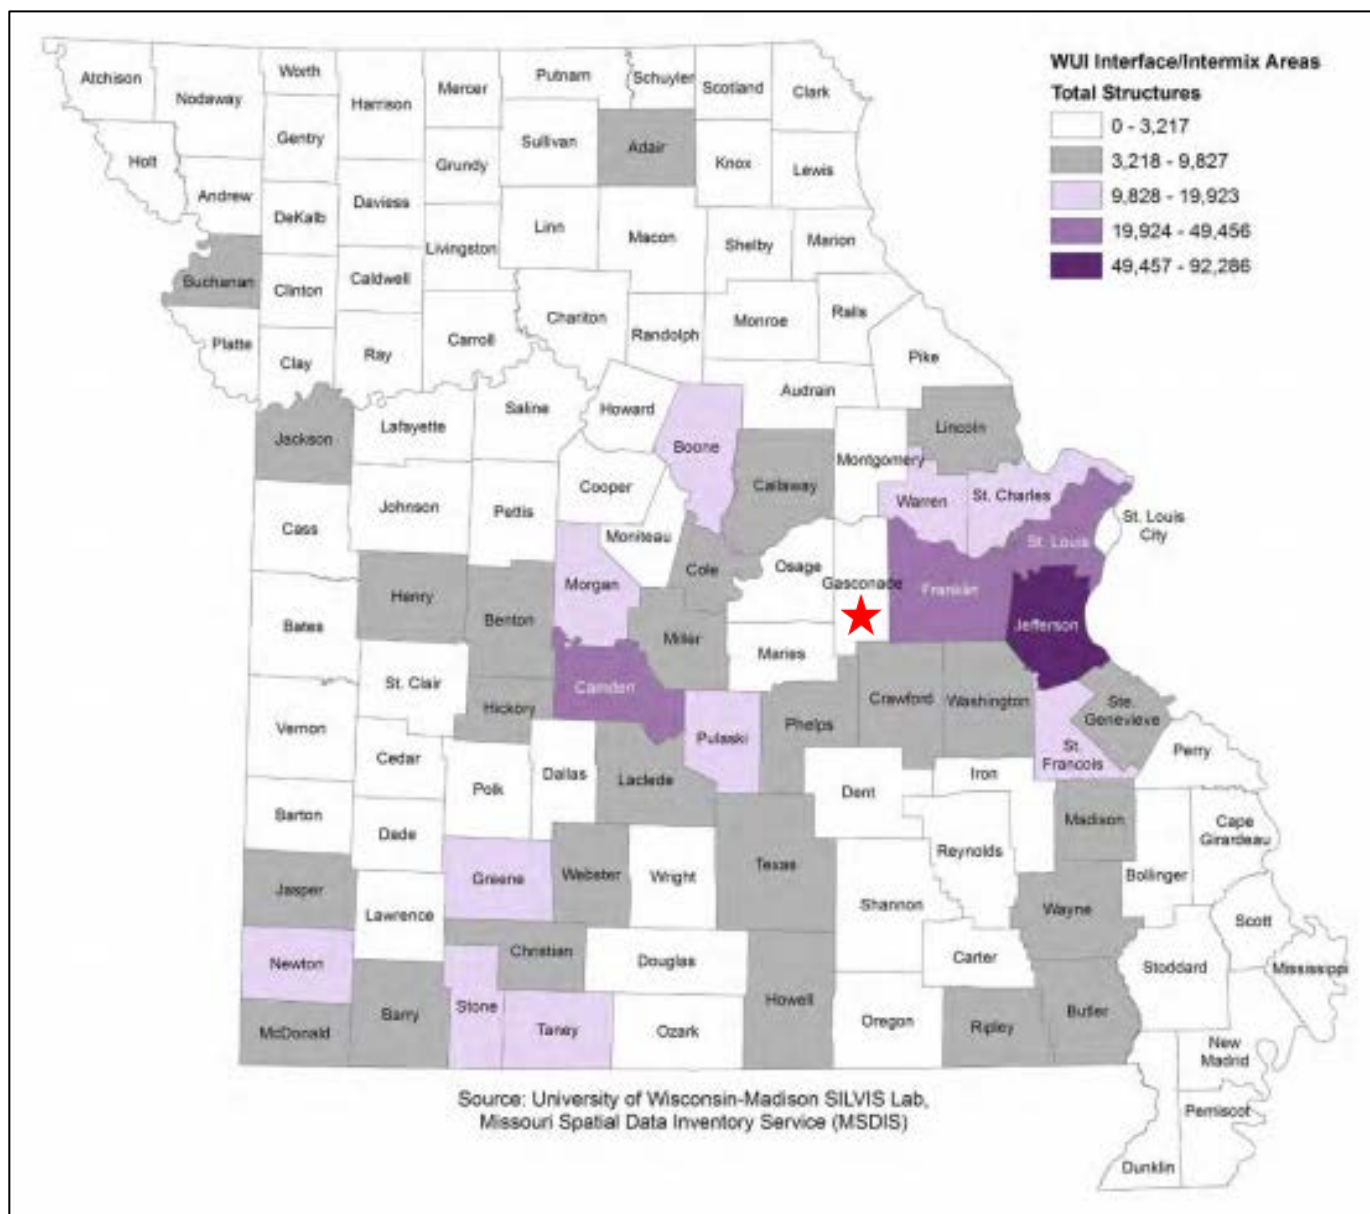 WUI Interface/Intermix Areas
Total Structures
0 - 3,217
3,218 - 9,827
9,828 - 19,923
19,924 - 49,456
49,457 - 92,286
Atchison
Nodaway
Worth
Harrison
Mercer
Putnam
Schuyler
Scotland
Clark
Gentry
Sullivan
Adair
Knox
Lewis
Holt
Andrew
Grundy
DeKalb
Daviess
Livingston
Linn
Macon
Shelby
Marion
Buchanan
Clinton
Caldwell
Chariton
Randolph
Monroe
Ralls
Platte
Clay
Ray
Carroll
Pike
Audrain
Saline
Howard
Lafayette
Jackson
Boone
Lincoln
Montgomery
Callaway
Cooper
Warren
St. Charles
Johnson
Pettis
Cass
Moniteau
St. Louis
City
St. Louis
Osage
Cole
Gasconade
Franklin
Morgan
Henry
Benton
Bates
Miller
Maries
Jefferson
St. Clair
Camden
Crawford
Washington
Ste.
Genevieve
Hickory
Vernon
Phelps
Pulaski
St.
Francois
Perry
Cedar
Dallas
Laclede
Polk
Iron
Dent
Barton
Dade
Madison
Cape
Girardeau
Reynolds
Texas
Greene
Webster
Wright
Bollinger
Jasper
Lawrence
Shannon
Wayne
Scott
Christian
Newton
Douglas
Carter
Stoddard
Mississippi
Howell
Stone
Barry
McDonald
Taney
Ozark
Oregon
Ripley
Butler
New
Madrid
Pemiscot
Dunklin
Source: University of Wisconsin-Madison SILVIS Lab,
Missouri Spatial Data Inventory Service (MSDIS)